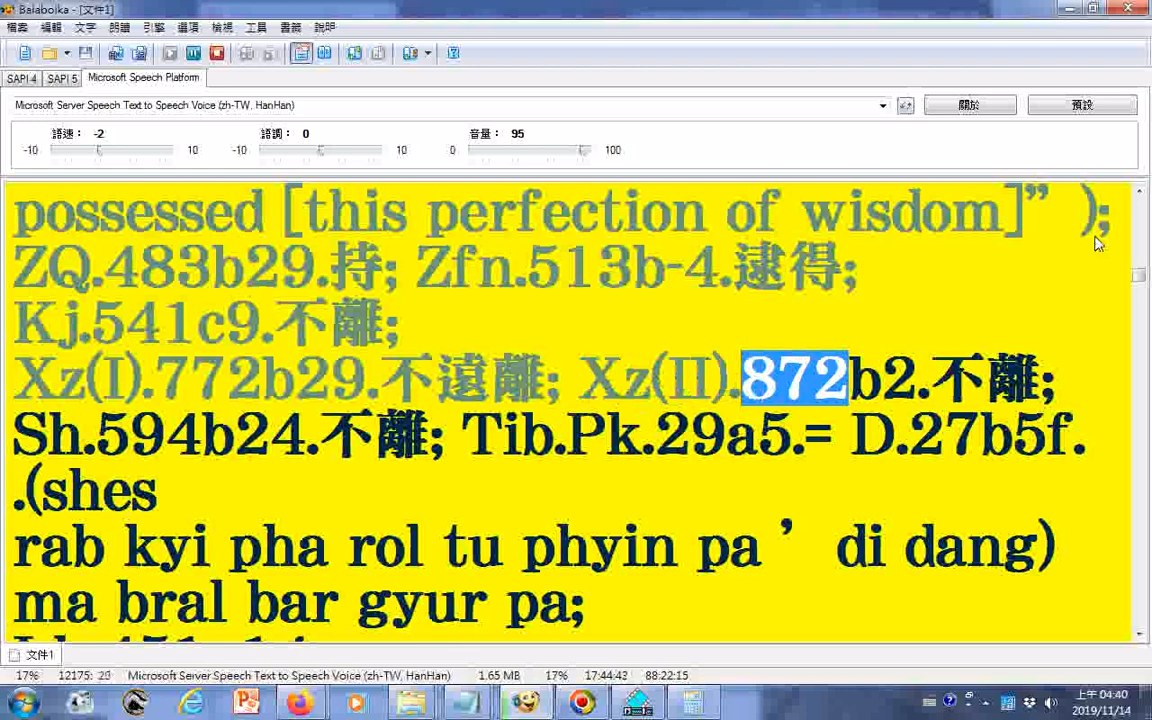 Balabolka - [文件1]
檔案 編輯 文字 朗讀 引擎 選項 檢視 工具 書籤 說明
SAPI 4 SAPI 5 Microsoft Speech Platform
Microsoft Server Speech Text to Speech Voice (zh-TW, HanHan) 關於 預設
語速： -2 語調： 0 音量： 95
-10 10 -10 10 0 100
possessed [this perfection of wisdom]” );
ZQ.483b29.持; Zfn.513b-4.逮得;
Kj.541c9.不離;
Xz(I).772b29.不遠離; Xz(II).872b2.不離;
Sh.594b24.不離; Tib.Pk.29a5.= D.27b5f.
.(shes
rab kyi pha rol tu phyin pa ’ di dang)
ma bral bar gyur pa;
文件1
17% 12175: 23 Microsoft Server Speech Text to Speech Voice (zh-TW, HanHan) 1.65 MB 17% 17:44:43 88:22:15
上午 04:40
2019/11/14